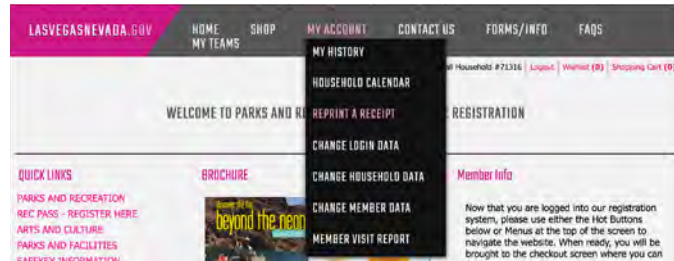 LASVEGASNEVADA.GOV
HOME SHOP MY ACCOUNT CONTACT US FORMS/INFO FAQS
MY TEAMS
MY HISTORY
HOUSEHOLD CALENDAR
REPRINT A RECEIPT
CHANGE LOGIN DATA
CHANGE HOUSEHOLD DATA
CHANGE MEMBER DATA
MEMBER VISIT REPORT
Household #71316 Logout Wishlist (0) Shopping Cart (0)
WELCOME TO PARKS AND REGISTRATION
QUICK LINKS
PARKS AND RECREATION
REC PASS - REGISTER HERE
ARTS AND CULTURE
PARKS AND FACILITIES
SAFEKEY INFORMATION
BROCHURE
beyond the neon
Member Info
Now that you are logged into our registration
system, please use either the Hot Buttons
below or Menus at the top of the screen to
navigate the website. When ready, you will be
brought to the checkout screen where you can